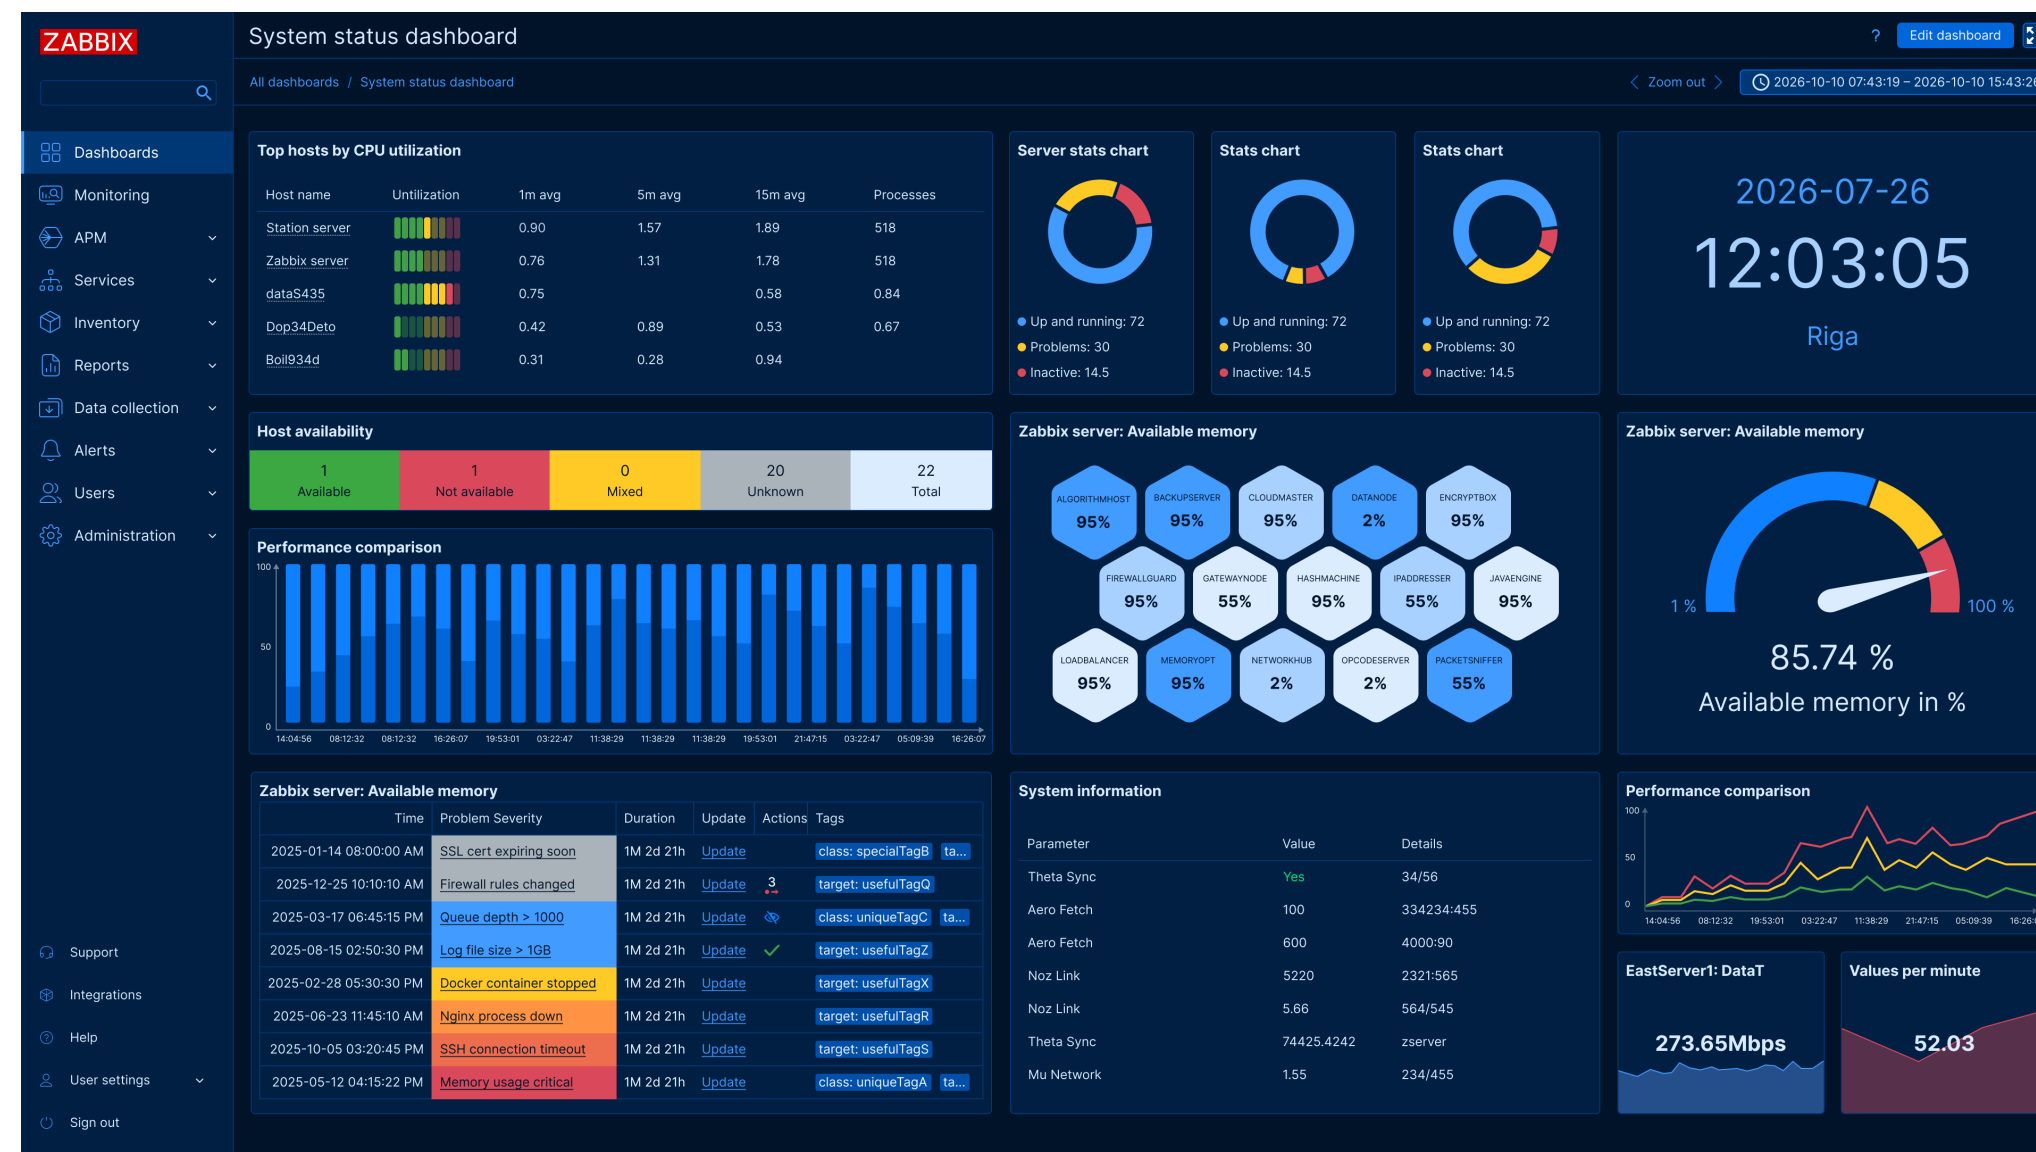 ZABBIX
System status dashboard
?
Edit dashboard
All dashboards / System status dashboard
Zoom out
2026-10-10 07:43:19 – 2026-10-10 15:43:26
Dashboards
Monitoring
APM
Services
Inventory
Reports
Data collection
Alerts
Users
Administration
Support
Integrations
Help
User settings
Sign out
Top hosts by CPU utilization
Host name Untilization 1m avg 5m avg 15m avg Processes
Station server 0.90 1.57 1.89 518
Zabbix server 0.76 1.31 1.78 518
dataS435 0.75 0.58 0.84
Dop34Deto 0.42 0.89 0.53 0.67
Boil934d 0.31 0.28 0.94
Server stats chart
Up and running: 72
Problems: 30
Inactive: 14.5
Stats chart
Up and running: 72
Problems: 30
Inactive: 14.5
Stats chart
Up and running: 72
Problems: 30
Inactive: 14.5
2026-07-26
12:03:05
Riga
Host availability
1 1 0 20 22
Available Not available Mixed Unknown Total
Performance comparison
100
50
0
14:04:56 08:12:32 08:12:32 16:26:07 19:53:01 03:22:47 11:38:29 11:38:29 11:38:29 19:53:01 21:47:15 03:22:47 05:09:39 16:26:07
Zabbix server: Available memory
ALGORITHMHOST BACKUPSERVER CLOUDMASTER DATANODE ENCRYPTBOX
95% 95% 95% 2% 95%
FIREWALLGUARD GATEWAYNODE HASHMACHINE IPADDRESSER JAVAENGINE
95% 55% 95% 55% 95%
LOADBALANCER MEMORYOPT NETWORKHUB OPCODESERVER PACKETSNIFFER
95% 95% 2% 2% 55%
Zabbix server: Available memory
1 % 100 %
85.74 %
Available memory in %
Zabbix server: Available memory
Time Problem Severity Duration Update Actions Tags
2025-01-14 08:00:00 AM SSL cert expiring soon 1M 2d 21h Update class: specialTagB ta...
2025-12-25 10:10:10 AM Firewall rules changed 1M 2d 21h Update 3 target: usefulTagQ
2025-03-17 06:45:15 PM Queue depth > 1000 1M 2d 21h Update class: uniqueTagC ta...
2025-08-15 02:50:30 PM Log file size > 1GB 1M 2d 21h Update target: usefulTagZ
2025-02-28 05:30:30 PM Docker container stopped 1M 2d 21h Update target: usefulTagX
2025-06-23 11:45:10 AM Nginx process down 1M 2d 21h Update target: usefulTagR
2025-10-05 03:20:45 PM SSH connection timeout 1M 2d 21h Update target: usefulTagS
2025-05-12 04:15:22 PM Memory usage critical 1M 2d 21h Update class: uniqueTagA ta...
System information
Parameter Value Details
Theta Sync Yes 34/56
Aero Fetch 100 334234:455
Aero Fetch 600 4000:90
Noz Link 5220 2321:565
Noz Link 5.66 564/545
Theta Sync 74425.4242 zserver
Mu Network 1.55 234/455
Performance comparison
100
50
0
14:04:56 08:12:32 19:53:01 03:22:47 11:38:29 21:47:15 05:09:39 16:26:
EastServer1: DataT
273.65Mbps
Values per minute
52.03